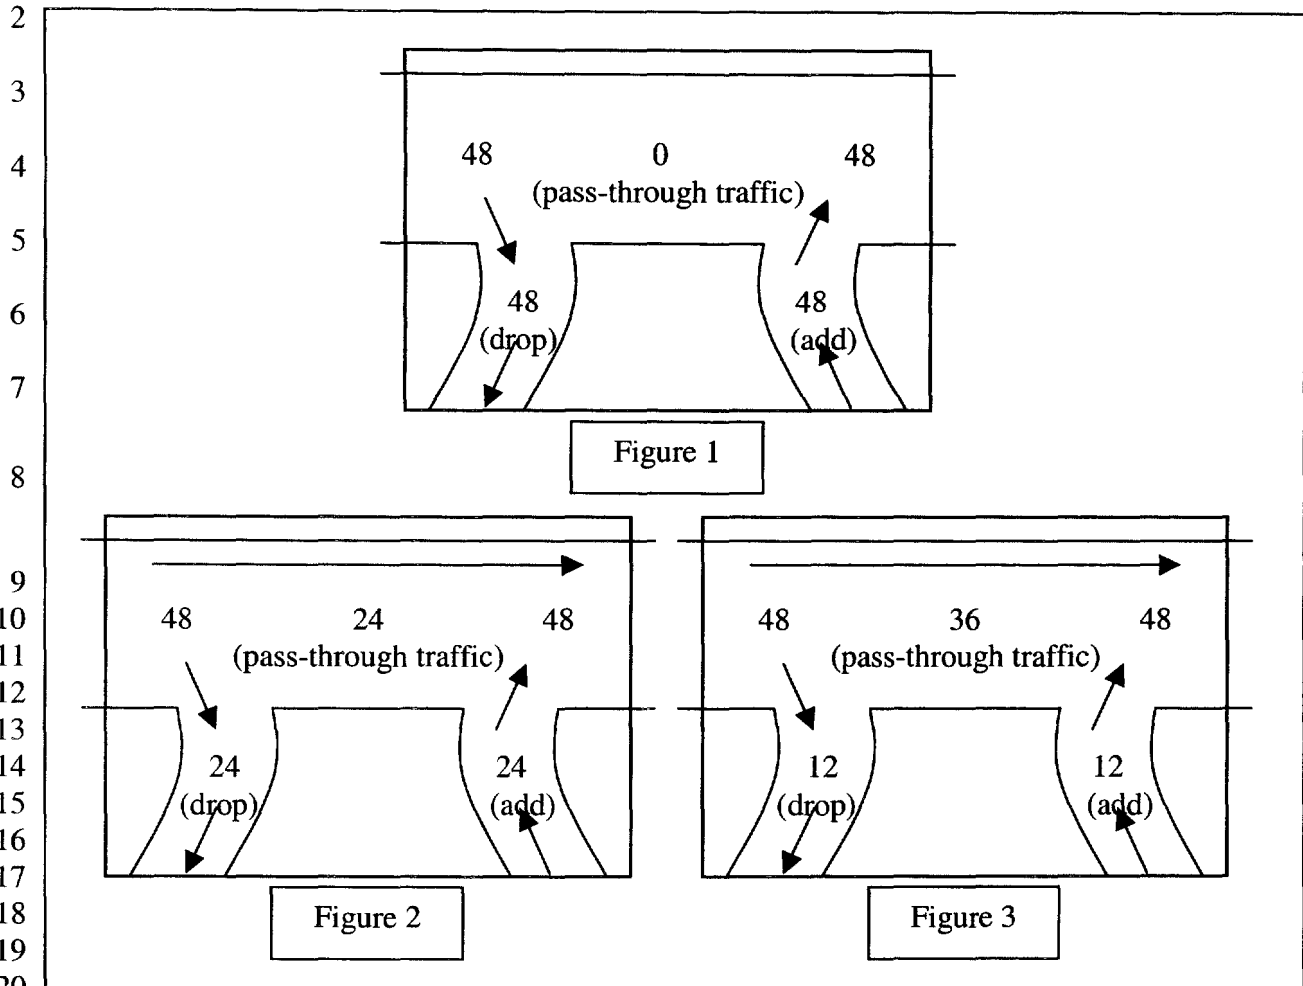 2
3
48 0 48
4
(pass-through traffic)
5
48 48
6
(drop) (add)
7
Figure 1
8
9
48 24 48 48 36 48
10
(pass-through traffic) (pass-through traffic)
11
12
13
24 24 12 12
14
(drop) (add) (drop) (add)
15
16
17
Figure 2 Figure 3
18
19
20